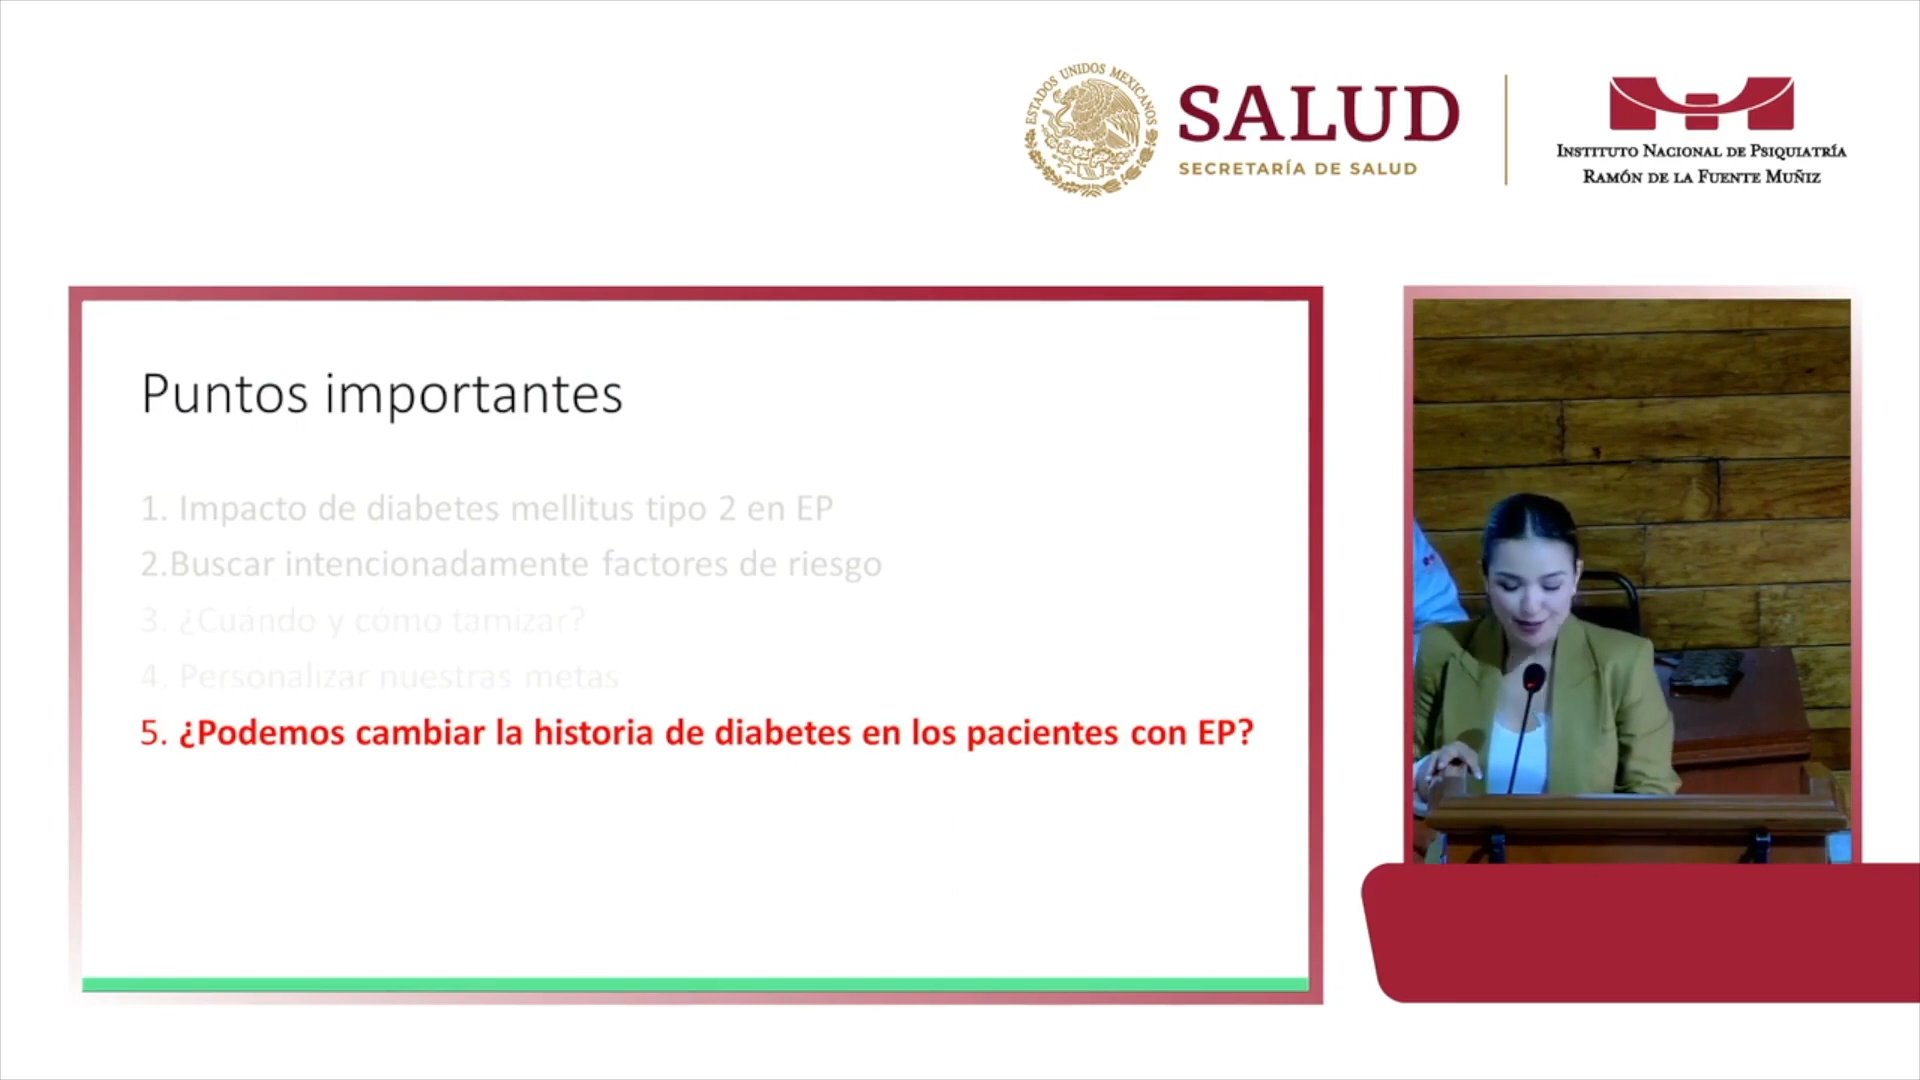 ESTADOS UNIDOS MEXICANOS
SALUD
SECRETARÍA DE SALUD
INSTITUTO NACIONAL DE PSIQUIATRÍA
RAMÓN DE LA FUENTE MUÑIZ
Puntos importantes
1. Impacto de diabetes mellitus tipo 2 en EP
2.Buscar intencionadamente factores de riesgo
3. ¿Cuándo y cómo tamizar?
4. Personalizar nuestras metas
5. ¿Podemos cambiar la historia de diabetes en los pacientes con EP?